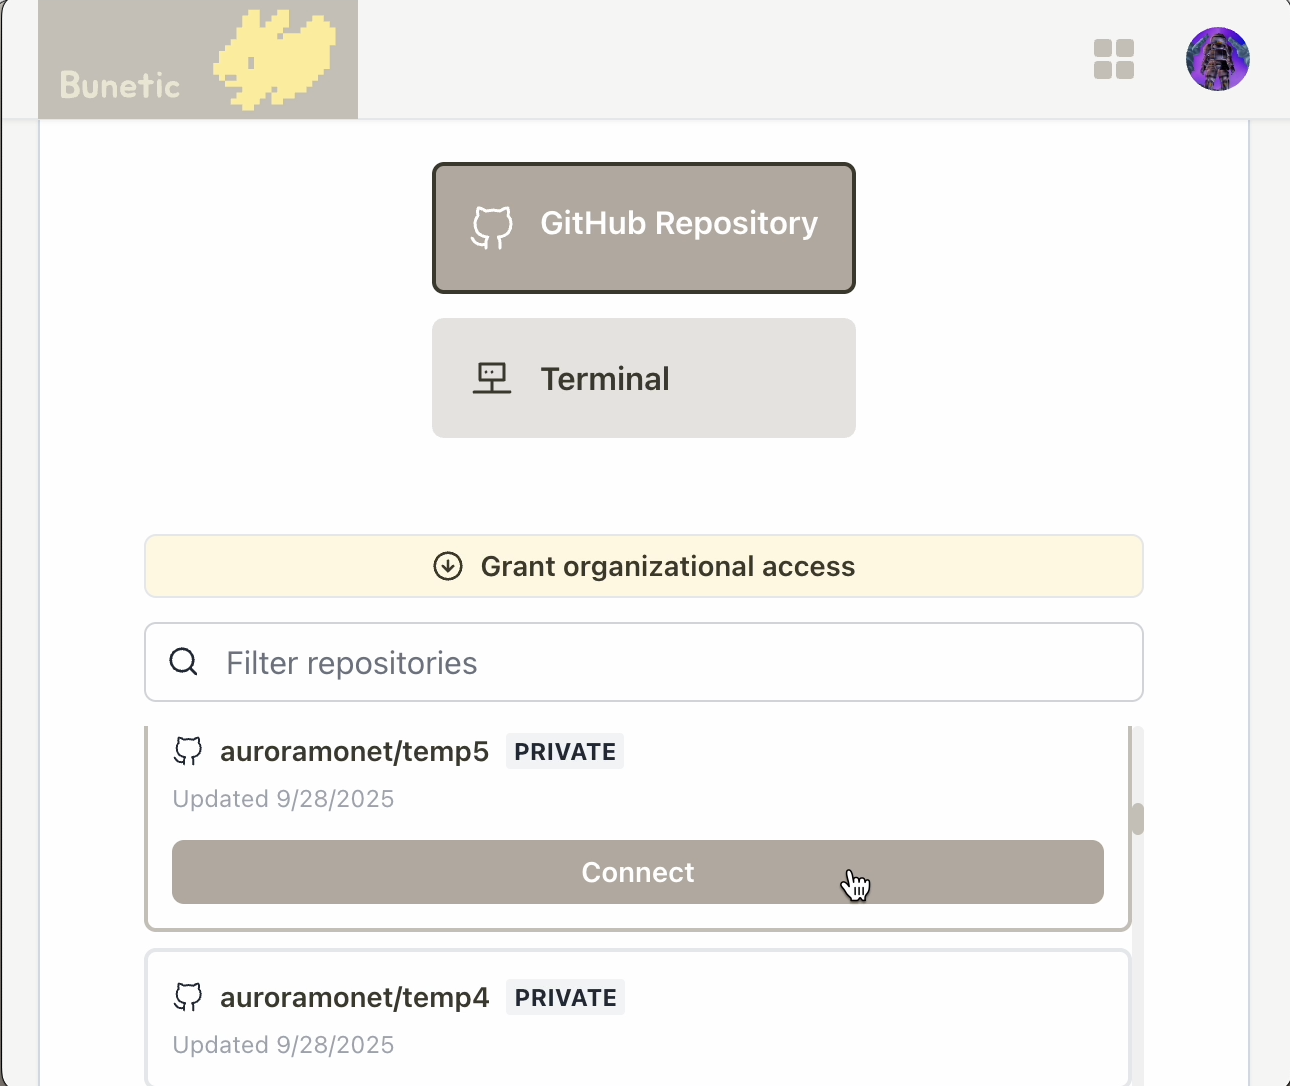 Bunetic
GitHub Repository
Terminal
Grant organizational access
Filter repositories
auroramonet/temp5 PRIVATE
Updated 9/28/2025
Connect
auroramonet/temp4 PRIVATE
Updated 9/28/2025